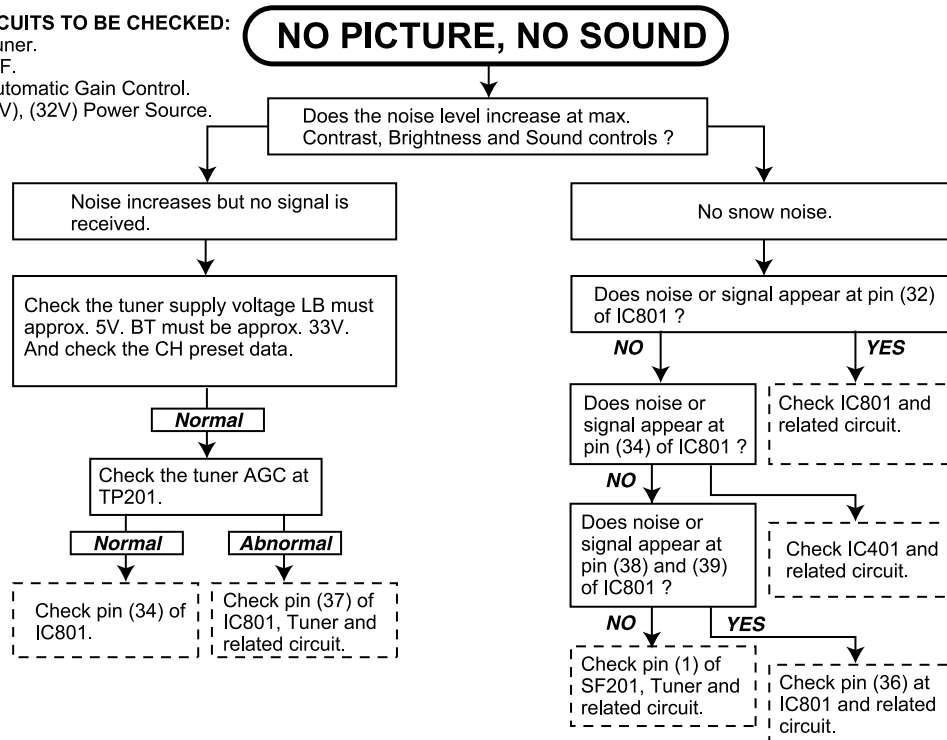 CUITS TO BE CHECKED:
uner.
F.
utomatic Gain Control.
V), (32V) Power Source.
NO PICTURE, NO SOUND
Does the noise level increase at max.
Contrast, Brightness and Sound controls ?
Noise increases but no signal is
received.
No snow noise.
Check the tuner supply voltage LB must
approx. 5V. BT must be approx. 33V.
And check the CH preset data.
Does noise or signal appear at pin (32)
of IC801 ?
NO
YES
Normal
Does noise or
signal appear at
pin (34) of IC801 ?
Check IC801 and
related circuit.
Check the tuner AGC at
TP201.
NO
Normal
Abnormal
Does noise or
signal appear at
pin (38) and (39)
of IC801 ?
Check IC401 and
related circuit.
Check pin (34) of
IC801.
Check pin (37) of
IC801, Tuner and
related circuit.
NO
YES
Check pin (1) of
SF201, Tuner and
related circuit.
Check pin (36) at
IC801 and related
circuit.